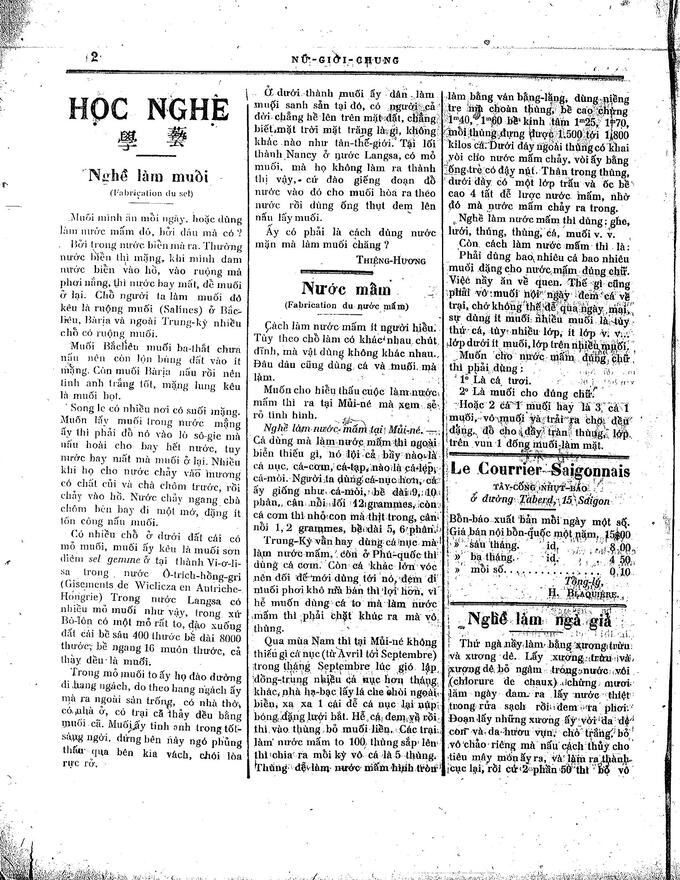 2
NỮ-GIỚI-CHUNG
HỌC NGHỀ
學 藝
Nghề làm muối
(Fabrication du sel)
Muối mình ăn mỗi ngày, hoặc dùng
làm nước mắm đó, bởi đâu mà có ?
Bởi trong nước biển mà ra. Thường
nước biển thì mặng, khi mình đam
nước biển vào hồ, vào ruộng mà
phơi nắng, thì nước bay mất, để muối
ở lại. Chỗ người ta làm muối đó
kêu là ruộng muối (Salines) ở Bắc-
liêu, Bàrịa và ngoài Trung-kỳ nhiều
chỗ có ruộng muối.
Muối Bắcliêu muối ba-thắt chưa
nấu nên còn lộn bùng đất vào ít
mặng. Còn muối Bàrịa nấu rồi nên
tinh anh trắng tốt, mặng lung kêu
là muối bọt.
Song le có nhiều nơi có suối mặng.
Muốn lấy muối trong nước mặng
ấy thì phải đổ nó vào lò sô-gie mà
nấu hoài cho bay hết nước, tuy
nước bay mất mà muối ở lại. Nhiều
khi họ cho nước chảy vào mương
có chất củi và chà chồm trước, rồi
chảy vào hồ. Nước chảy ngang chà
chồm bén bay đi một mớ, đặng ít
tốn công nấu muối.
Có nhiều chỗ ở dưới đất cái có
mỏ muối, muối ấy kêu là muối sơn
diêm sel gemme ở tại thành Vi-ơ-li-
sa trong nước Ô-trich-hồng-gri
(Gisements de Wielicza en Autriche-
Hongrie) Trong nước Langsa có
nhiều mỏ muối như vậy, trong xứ
Bô-lôn có một mỏ rất to, đào xuống
đất cái bề sâu 400 thước bề dài 8000
thước, bề ngang 16 muôn thước, cả
thảy đều là muối.
Trong mỏ muối to ấy họ đào đường
đi hang ngách, do theo hang ngách ấy
mà ra ngoài sân trống, có nhà thờ,
có nhà ở, có trại cả thảy đều bằng
muối cả. Muối ấy tinh anh trong tốt-
sáng ngời, đứng bên này ngó phủng
thấu qua bên kia vách, chói lòa
rực rở.
Ở dưới thành muối ấy dân làm
muối sanh sản tại đó, có người cả
đời chẳng hề lên trên mặt đất, chẳng
biết mặt trời mặt trăng là gì, không
khác nào như tân-thế-giới. Tại lối
thành Nancy ở nước Langsa, có mỏ
muối, mà họ không làm ra thành
thị vậy, cứ đào giếng đoạn đổ
nước vào đó cho muối hòa ra theo
nước rồi dùng ống thụt đem lên
nấu lấy muối.
Ấy có phải là cách dùng nước
mặn mà làm muối chăng ?
THIỆNG-HƯƠNG
Nước mắm
(Fabrication du nước mắm)
Cách làm nước mắm ít người hiểu.
Tùy theo chỗ làm có khác nhau chút
đỉnh, mà vật dùng không khác nhau.
Đâu đâu cũng dùng cá và muối mà
làm.
Muốn cho hiểu thấu cuộc làm nước
mắm thì ra tại Mủi-né mà xem sẽ
rõ tình hình.
Nghề làm nước mắm tại Mủi-né. —
Cá dùng mà làm nước mắm thì ngoài
biển thiếu gì, nó lội cả bầy nào là
cá nục, cá-cơm, cá-tạp, nào là cá-lẹp,
cá-mòi. Người ta dùng cá-nục hơn, cá
ấy giống như cá-mòi, bề dài 9, 10
phân, cân nối lối 12 grammes, còn
cá cơm thì nhỏ con mà thịt trong, cân
nồi 1, 2 grammes, bề dài 5, 6 phân.
Trung-Kỳ vẫn hay dùng cá nục mà
làm nước mắm, còn ở Phú-quốc thì
dùng cá cơm. Còn cá khác lớn vóc
nên đổi để mới dùng tới nó, đem đi
muối phơi khô mà bán thì lợi hơn, vì
hễ muốn dùng cá to mà làm nước
mắm thì phải chặt khúc ra mà vô
thùng.
Qua mùa Nam thì tại Mủi-né không
thiếu gì cá nục (từ Avril tới Septembre)
trong tháng Septembre lúc gió lặp
đồng-trung nhiều cá nục hơn tháng
khác, nhà hạ-bạc lấy lá che chòi ngoài
biển, xa xa 1 cái để cá nục lại núp
bóng đặng lưới bắt. Hễ cá đem về rồi
thì vào thùng bỏ muối liền. Các trại
làm nước mắm to 100 thùng sấp lên
thì chia ra mỗi kỳ vô cá là 5 thùng.
Thùng để làm nước mắm hình tròn
làm bằng ván bằng-lăng, dùng niềng
tre mà choàn thùng, bề cao chừng
1m40, 1m60 bề kinh tâm 1m25, 1m70,
mỗi thùng đựng được 1.500 tới 1,800
kilos cá. Dưới đáy ngoài thùng có khai
vòi cho nước mắm chảy, vòi ấy bằng
ống tre có đậy nút. Thân trong thùng,
dưới đáy có một lớp trấu và ốc bề
cao 4 tất để lược nước mắm, nhờ
đó mà nước mắm chảy ra trong.
Nghề làm nước mắm thì dùng: ghe,
lưới, thúng, thùng, cá, muối v. v.
Còn cách làm nước mắm thì là:
Phải dùng bao nhiêu cá bao nhiêu
muối đặng cho nước mắm dùng chữ.
Việc nầy ăn về quen. Thế gì cũng
phải vô muối nội ngày đem cá về
trại, chớ không thể để qua ngày mai,
sự dùng ít muối nhiều muối là tùy
thứ cá, tùy nhiều lớp, ít lớp v. v...
lớp dưới ít muối, lớp trên nhiều muối.
Muốn cho nước mắm dùng chữ
thì phải dùng :
1° Là cá tươi.
2° Là muối cho đúng chữ.
Hoặc 2 cá 1 muối hay là 3 cá 1
muối, vô muối và trải ra cho đều
đặng, đổ cho đầy tràn thùng, lớp
trên vun 1 đống muối làm mặt.
Le Courrier Saigonnais
TÂY-CỐNG NHỰT-BÁO
ở đường Taberd, 15 Saigon
Bổn-báo xuất bản mỗi ngày một số.
Giá bán nội bổn-quốc một năm, 15$00
» sáu tháng. id, 8.00
» ba tháng. id. 4 50
» mỗi số 0.10
Tổng-lý,
H. BLAQUIÈRE.
Nghề làm ngà giả
Thứ ngà nầy làm bằng xương trừu
và xương dê. Lấy xương trừu và
xương dê bỏ ngâm trong nước vôi
(chlorure de chaux) chừng mươi
lăm ngày đam ra lấy nước thiệt
trong rửa sạch rồi đem ra phơi.
Đoạn lấy những xương ấy với da dê
con và da hươu vụn, chờ trắng, bỏ
vô chảo riêng mà nấu cách thủy cho
tiêu mấy món ấy ra, và làm ra thành
cục lại, rồi cứ 2 phần 50 thì bỏ vô